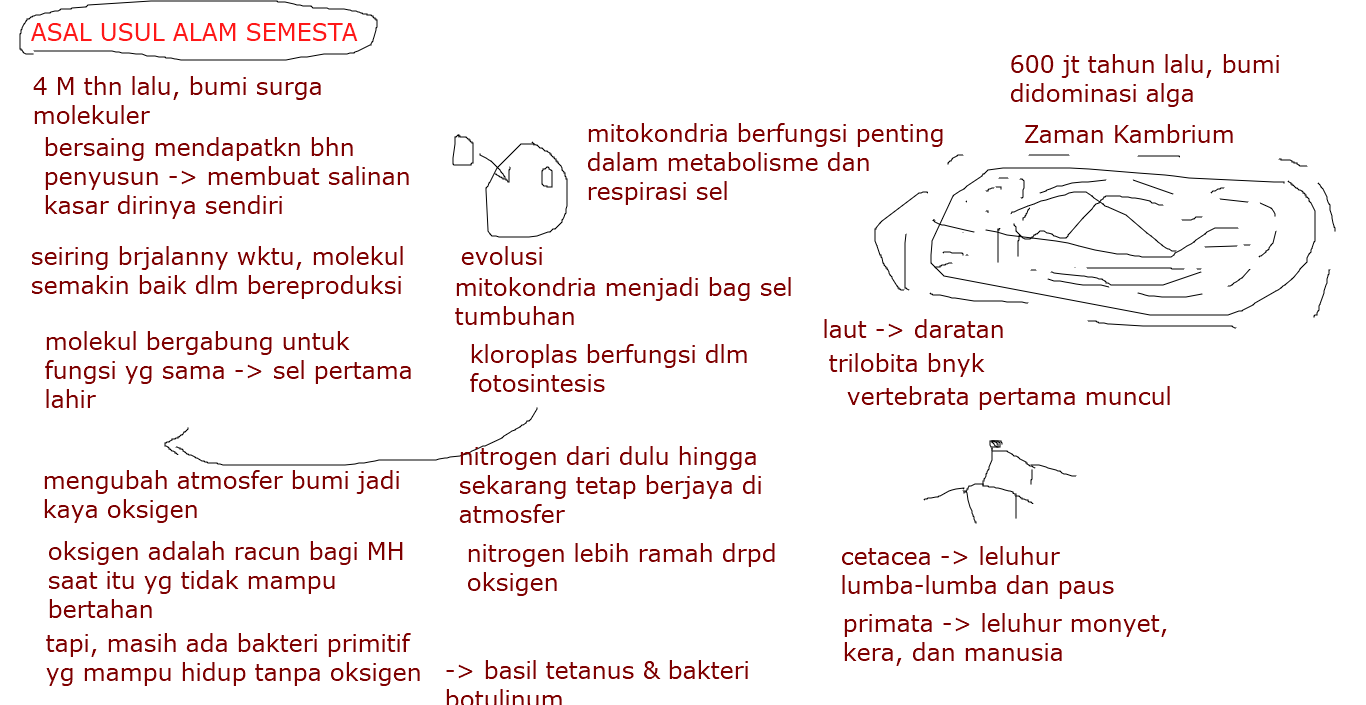 ASAL USUL ALAM SEMESTA
4 M thn lalu, bumi surga
molekuler
bersaing mendapatkn bhn
penyusun -> membuat salinan
kasar dirinya sendiri
seiring brjalanny wktu, molekul
semakin baik dlm bereproduksi
molekul bergabung untuk
fungsi yg sama -> sel pertama
lahir
mengubah atmosfer bumi jadi
kaya oksigen
oksigen adalah racun bagi MH
saat itu yg tidak mampu
bertahan
tapi, masih ada bakteri primitif
yg mampu hidup tanpa oksigen
mitokondria berfungsi penting
dalam metabolisme dan
respirasi sel
evolusi
mitokondria menjadi bag sel
tumbuhan
kloroplas berfungsi dlm
fotosintesis
nitrogen dari dulu hingga
sekarang tetap berjaya di
atmosfer
nitrogen lebih ramah drpd
oksigen
-> basil tetanus & bakteri
botulinum
600 jt tahun lalu, bumi
didominasi alga
Zaman Kambrium
laut -> daratan
trilobita bnyk
vertebrata pertama muncul
cetacea -> leluhur
lumba-lumba dan paus
primata -> leluhur monyet,
kera, dan manusia